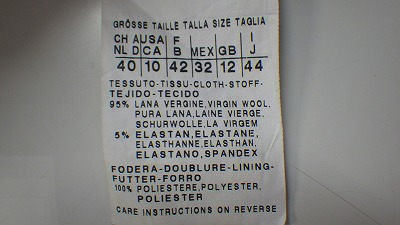 GRÖSSE TAILLE TALLA SIZE TAGLIA
CH AUSA F I
NL D CA B MEX GB J
40 10 42 32 12 44
TESSUTO-TISSU-CLOTH-STOFF-
TEJIDO-TECIDO
95% LANA VERGINE,VIRGIN WOOL,
PURA LANA,LAINE VIERGE,
SCHURWOLLE,LA VIRGEM
5% ELASTAN,ELASTANE,
ELASTHANNE,ELASTHAN,
ELASTANO,SPANDEX
FODERA-DOUBLURE-LINING-
FUTTER-FORRO
100% POLIESTERE,POLYESTER,
POLIESTER
CARE INSTRUCTIONS ON REVERSE